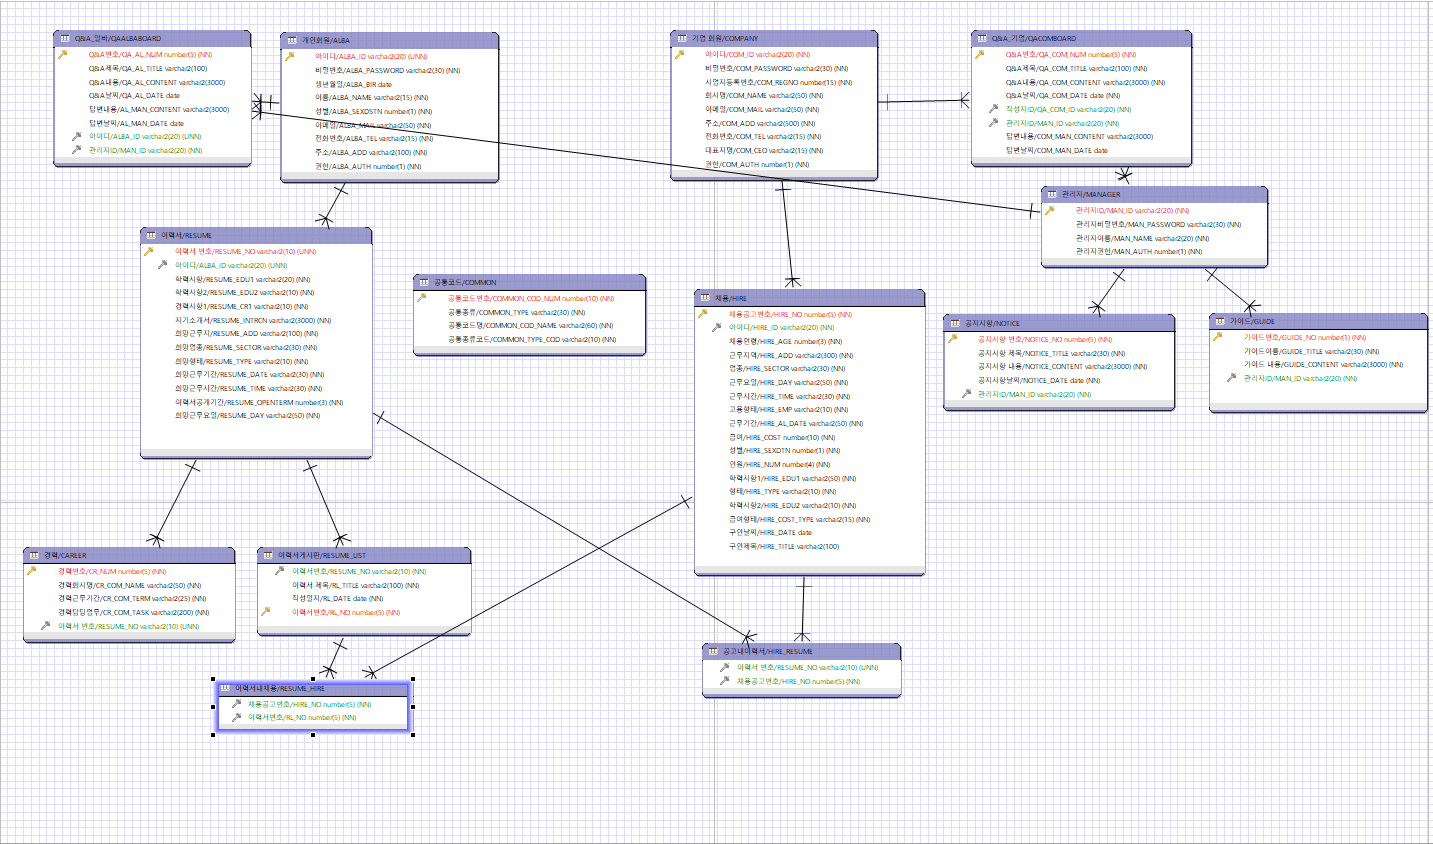 Q&A_알바/QAALBABOARD
Q&A번호/QA_AL_NUM number(5) (NN)
Q&A제목/QA_AL_TITLE varchar2(100)
Q&A내용/QA_AL_CONTENT varchar2(3000)
Q&A날짜/QA_AL_DATE date
답변내용/AL_MAN_CONTENT varchar2(3000)
답변날짜/AL_MAN_DATE date
아이디/ALBA_ID varchar2(20) (UNN)
관리자ID/MAN_ID varchar2(20) (NN)
개인회원/ALBA
아이디/ALBA_ID varchar2(20) (UNN)
비밀번호/ALBA_PASSWORD varchar2(30) (NN)
생년월일/ALBA_BIR date
이름/ALBA_NAME varchar2(15) (NN)
성별/ALBA_SEXDSTN number(1) (NN)
이메일/ALBA_MAIL varchar2(50) (NN)
전화번호/ALBA_TEL varchar2(15) (NN)
주소/ALBA_ADD varchar2(100) (NN)
권한/ALBA_AUTH number(1) (NN)
기업 회원/COMPANY
아이디/COM_ID varchar2(20) (NN)
비밀번호/COM_PASSWORD varchar2(30) (NN)
사업자등록번호/COM_REGNO number(15) (NN)
회사명/COM_NAME varchar2(50) (NN)
이메일/COM_MAIL varchar2(50) (NN)
주소/COM_ADD varchar2(500) (NN)
전화번호/COM_TEL varchar2(15) (NN)
대표자명/COM_CEO varchar2(15) (NN)
권한/COM_AUTH number(1) (NN)
Q&A_기업/QACOMBOARD
Q&A번호/QA_COM_NUM number(5) (NN)
Q&A제목/QA_COM_TITLE varchar2(100) (NN)
Q&A내용/QA_COM_CONTENT varchar2(3000) (NN)
Q&A날짜/QA_COM_DATE date (NN)
작성자ID/QA_COM_ID varchar2(20) (NN)
관리자ID/MAN_ID varchar2(20) (NN)
답변내용/COM_MAN_CONTENT varchar2(3000)
답변날짜/COM_MAN_DATE date
관리자/MANAGER
관리자ID/MAN_ID varchar2(20) (NN)
관리자비밀번호/MAN_PASSWORD varchar2(30) (NN)
관리자이름/MAN_NAME varchar2(20) (NN)
관리자권한/MAN_AUTH number(1) (NN)
이력서/RESUME
이력서 번호/RESUME_NO varchar2(10) (UNN)
아이디/ALBA_ID varchar2(20) (UNN)
학력사항/RESUME_EDU1 varchar2(20) (NN)
학력사항2/RESUME_EDU2 varchar2(10) (NN)
경력사항1/RESUME_CR1 varchar2(10) (NN)
자기소개서/RESUME_INTRCN varchar2(3000) (NN)
희망근무지/RESUME_ADD varchar2(100) (NN)
희망업종/RESUME_SECTOR varchar2(30) (NN)
희망형태/RESUME_TYPE varchar2(10) (NN)
희망근무기간/RESUME_DATE varchar2(30) (NN)
희망근무시간/RESUME_TIME varchar2(30) (NN)
이력서공개기간/RESUME_OPENTERM number(3) (NN)
희망근무요일/RESUME_DAY varchar2(50) (NN)
공통코드/COMMON
공통코드번호/COMMON_COD_NUM number(10) (NN)
공통종류/COMMON_TYPE varchar2(30) (NN)
공통코드명/COMMON_COD_NAME varchar2(60) (NN)
공통종류코드/COMMON_TYPE_COD varchar2(10) (NN)
채용/HIRE
채용공고번호/HIRE_NO number(5) (NN)
아이디/HIRE_ID varchar2(20) (NN)
채용연령/HIRE_AGE number(3) (NN)
근무지역/HIRE_ADD varchar2(300) (NN)
업종/HIRE_SECTOR varchar2(30) (NN)
근무요일/HIRE_DAY varchar2(50) (NN)
근무시간/HIRE_TIME varchar2(30) (NN)
고용형태/HIRE_EMP varchar2(10) (NN)
근무기간/HIRE_AL_DATE varchar2(50) (NN)
급여/HIRE_COST number(10) (NN)
성별/HIRE_SEXDTN number(1) (NN)
인원/HIRE_NUM number(4) (NN)
학력사항1/HIRE_EDU1 varchar2(50) (NN)
형태/HIRE_TYPE varchar2(10) (NN)
학력사항2/HIRE_EDU2 varchar2(10) (NN)
급여형태/HIRE_COST_TYPE varchar2(15) (NN)
구인날짜/HIRE_DATE date
구인제목/HIRE_TITLE varchar2(100)
공지사항/NOTICE
공지사항 번호/NOTICE_NO number(5) (NN)
공지사항 제목/NOTICE_TITLE varchar2(30) (NN)
공지사항 내용/NOTICE_CONTENT varchar2(3000) (NN)
공지사항날짜/NOTICE_DATE date (NN)
관리자ID/MAN_ID varchar2(20) (NN)
가이드/GUIDE
가이드번호/GUIDE_NO number(1) (NN)
가이드이름/GUIDE_TITLE varchar2(30) (NN)
가이드 내용/GUIDE_CONTENT varchar2(3000) (NN)
관리자ID/MAN_ID varchar2(20) (NN)
경력/CAREER
경력번호/CR_NUM number(5) (NN)
경력회사명/CR_COM_NAME varchar2(50) (NN)
경력근무기간/CR_COM_TERM varchar2(25) (NN)
경력담당업무/CR_COM_TASK varchar2(200) (NN)
이력서 번호/RESUME_NO varchar2(10) (UNN)
이력서게시판/RESUME_LIST
이력서번호/RESUME_NO varchar2(10) (NN)
이력서 제목/RL_TITLE varchar2(100) (NN)
작성일자/RL_DATE date (NN)
이력서번호/RL_NO number(5) (NN)
이력서내채용/RESUME_HIRE
채용공고번호/HIRE_NO number(5) (NN)
이력서번호/RL_NO number(5) (NN)
공고내이력서/HIRE_RESUME
이력서 번호/RESUME_NO varchar2(10) (UNN)
채용공고번호/HIRE_NO number(5) (NN)